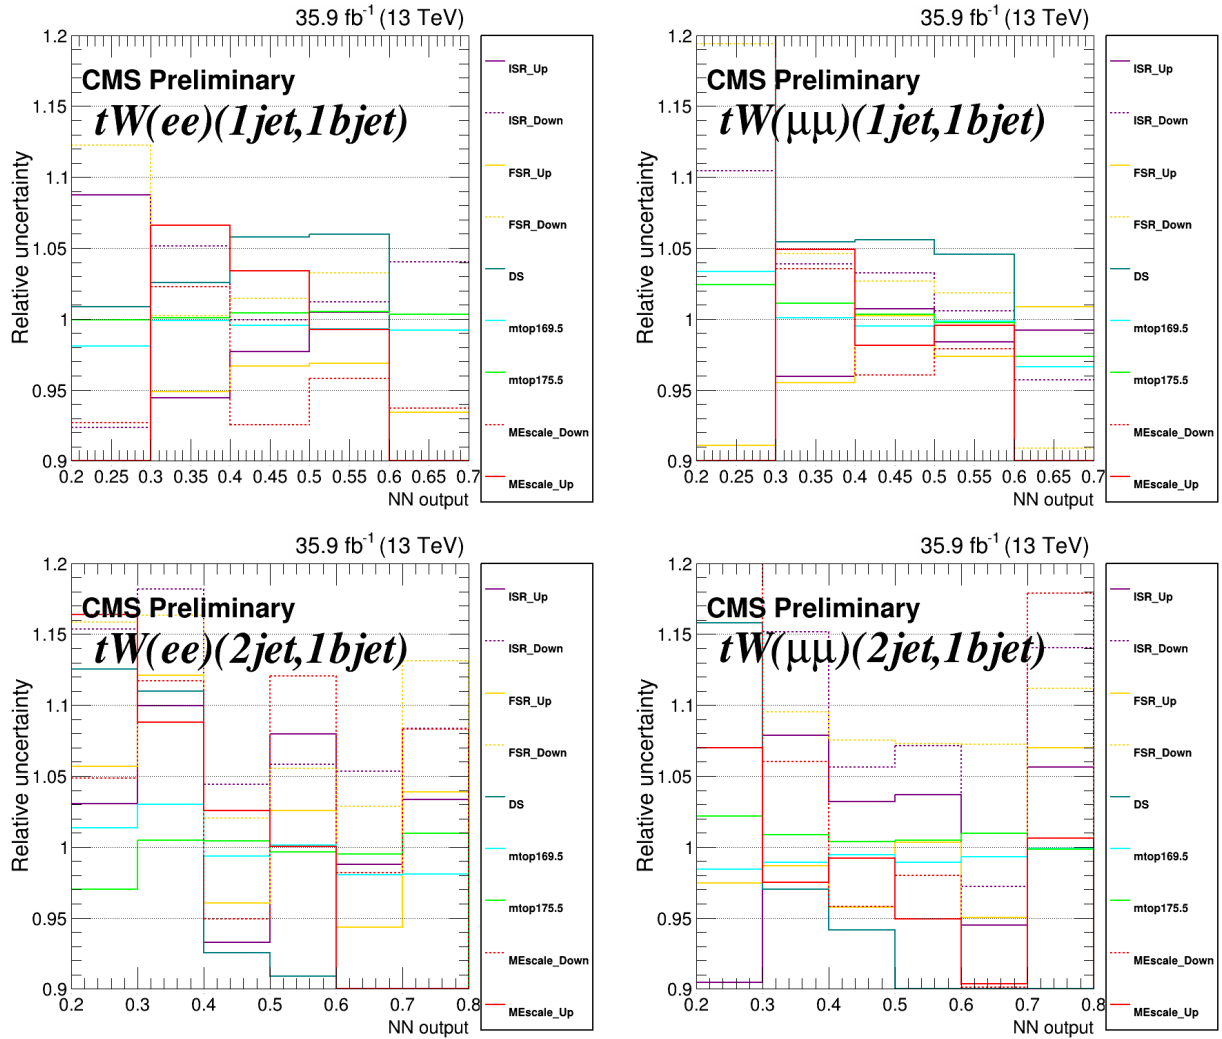 35.9 fb⁻¹ (13 TeV)
Relative uncertainty
1.2
1.15
1.1
1.05
1
0.95
0.9
CMS Preliminary
tW(ee)(1jet,1bjet)
0.2 0.25 0.3 0.35 0.4 0.45 0.5 0.55 0.6 0.65 0.7
NN output
ISR_Up
ISR_Down
FSR_Up
FSR_Down
DS
mtop169.5
mtop175.5
MEscale_Down
MEscale_Up
35.9 fb⁻¹ (13 TeV)
Relative uncertainty
1.2
1.15
1.1
1.05
1
0.95
0.9
CMS Preliminary
tW(μμ)(1jet,1bjet)
0.2 0.25 0.3 0.35 0.4 0.45 0.5 0.55 0.6 0.65 0.7
NN output
ISR_Up
ISR_Down
FSR_Up
FSR_Down
DS
mtop169.5
mtop175.5
MEscale_Down
MEscale_Up
35.9 fb⁻¹ (13 TeV)
Relative uncertainty
1.2
1.15
1.1
1.05
1
0.95
0.9
CMS Preliminary
tW(ee)(2jet,1bjet)
0.2 0.3 0.4 0.5 0.6 0.7 0.8
NN output
ISR_Up
ISR_Down
FSR_Up
FSR_Down
DS
mtop169.5
mtop175.5
MEscale_Down
MEscale_Up
35.9 fb⁻¹ (13 TeV)
Relative uncertainty
1.2
1.15
1.1
1.05
1
0.95
0.9
CMS Preliminary
tW(μμ)(2jet,1bjet)
0.2 0.3 0.4 0.5 0.6 0.7 0.8
NN output
ISR_Up
ISR_Down
FSR_Up
FSR_Down
DS
mtop169.5
mtop175.5
MEscale_Down
MEscale_Up